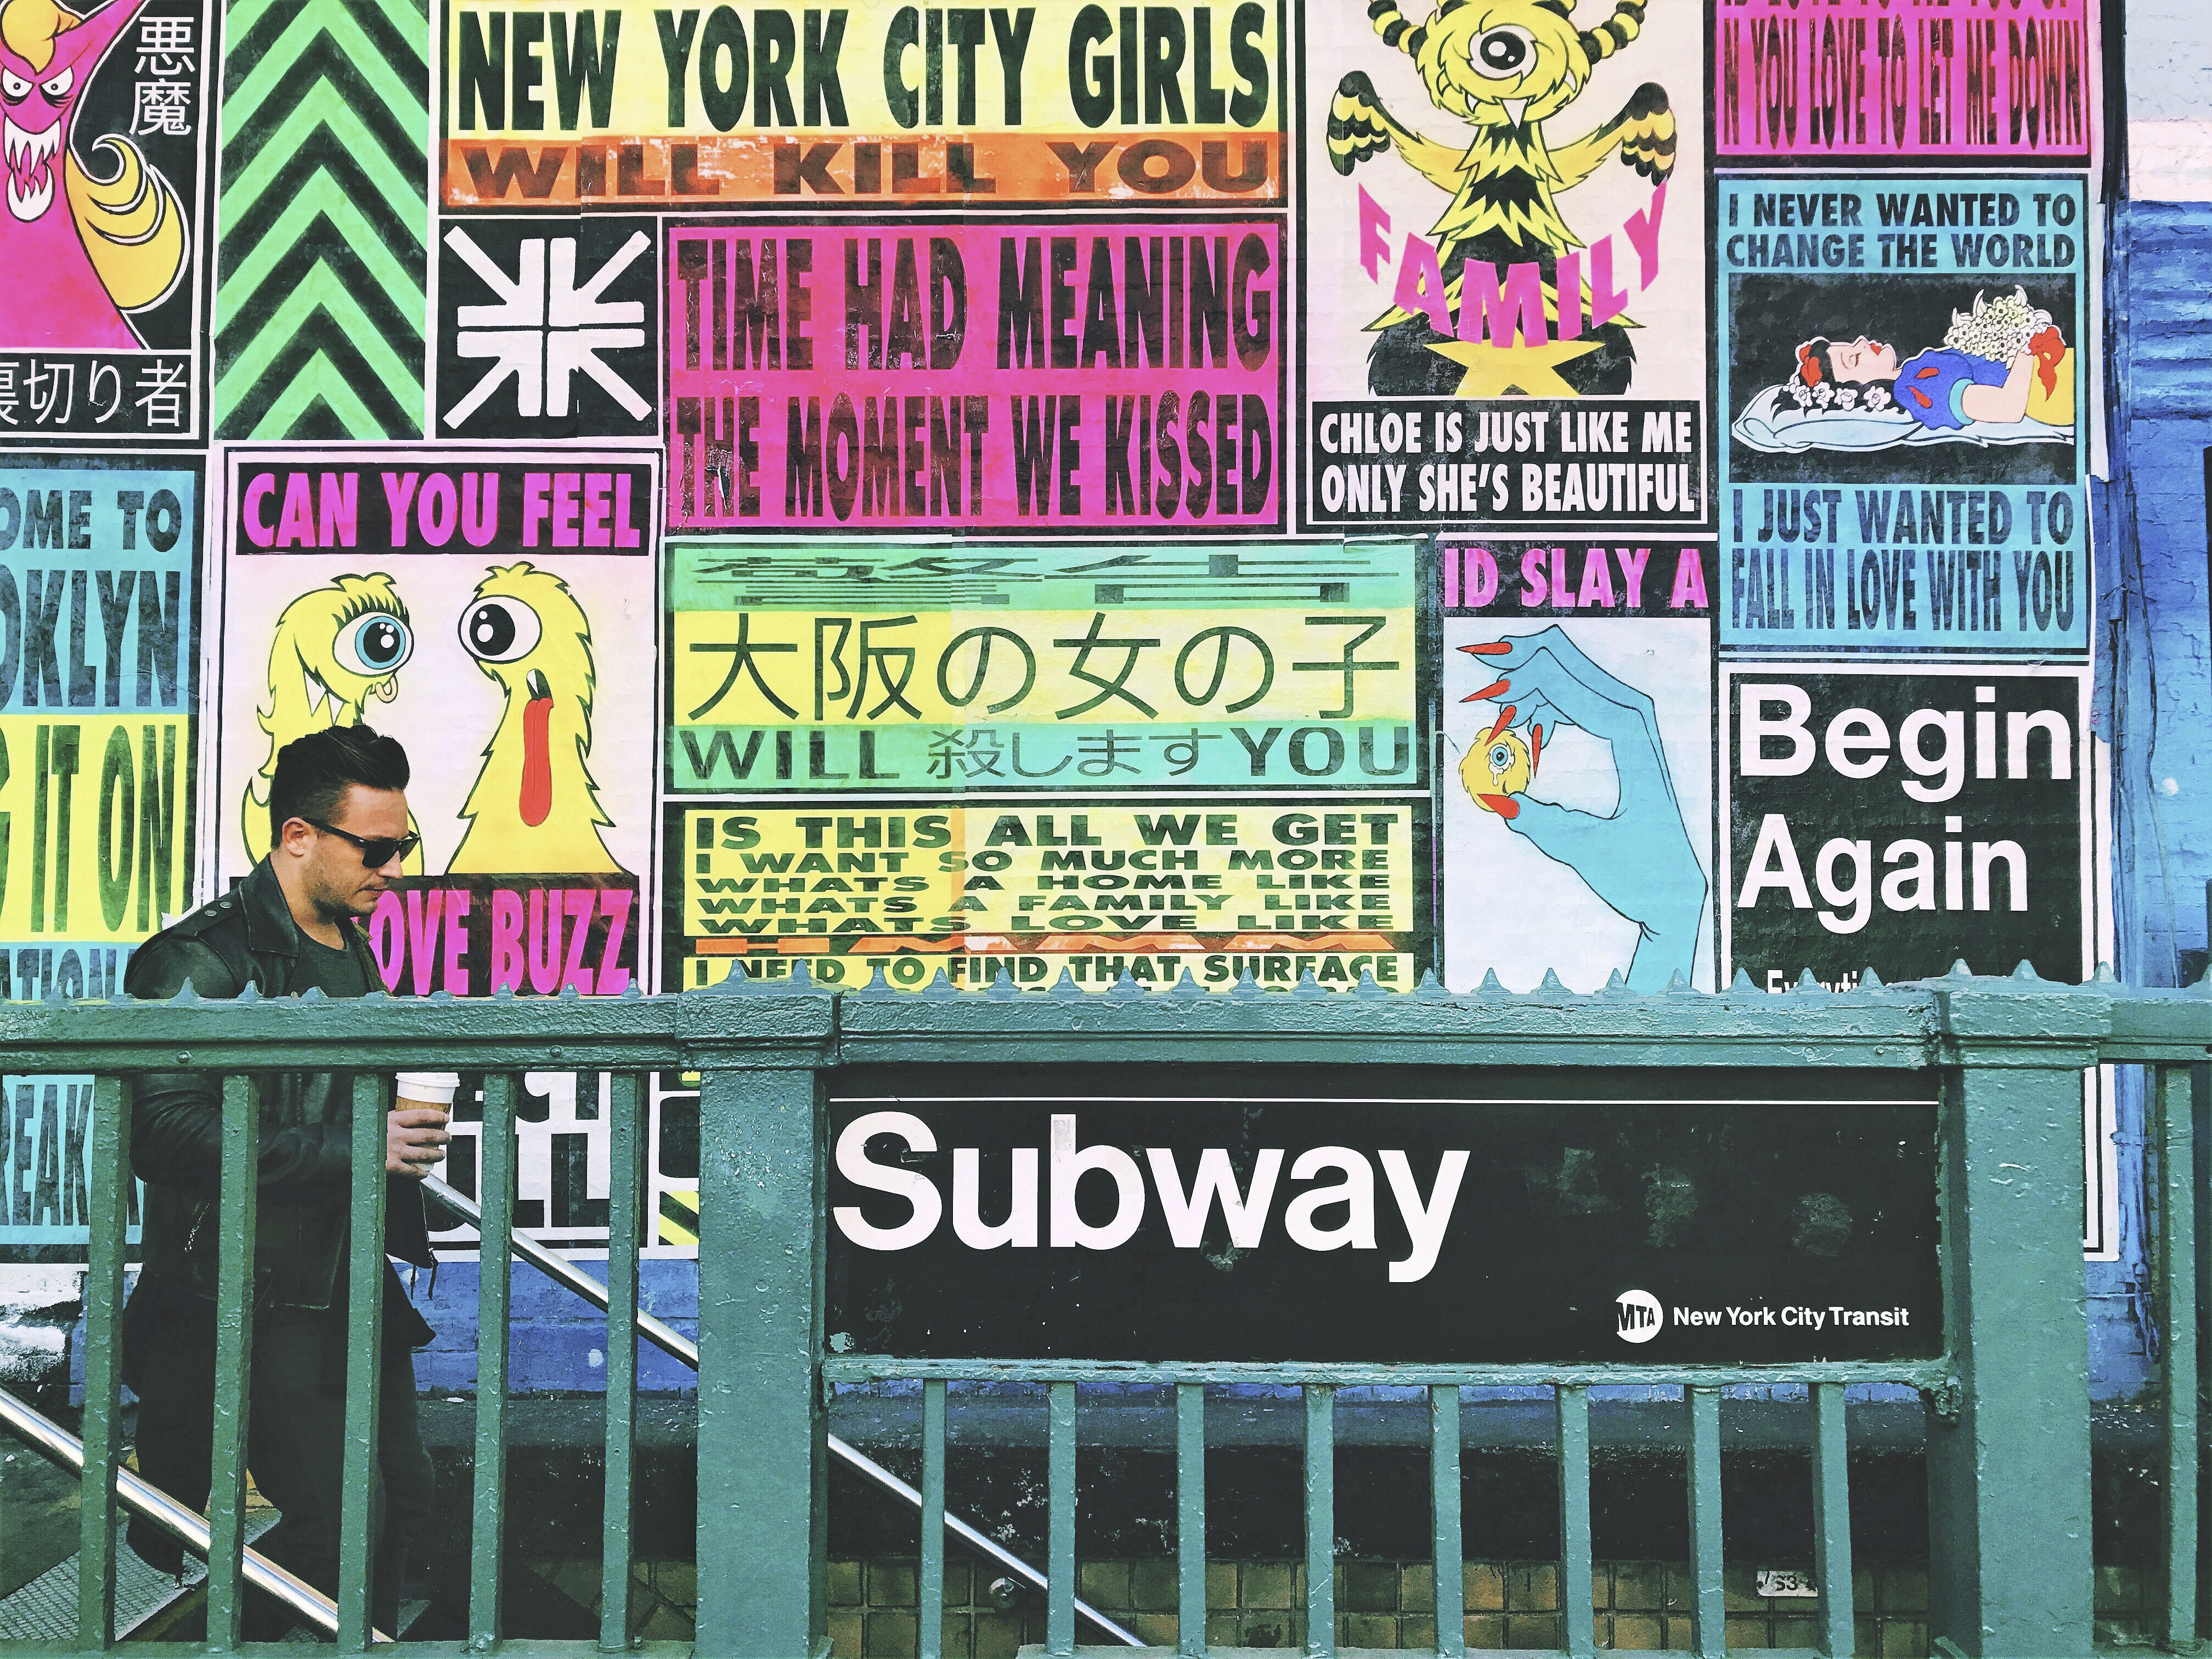 悪魔
裏切り者
NEW YORK CITY GIRLS
WILL KILL YOU
TIME HAD MEANING
THE MOMENT WE KISSED
FAMILY
CHLOE IS JUST LIKE ME
ONLY SHE'S BEAUTIFUL
YOU LOVE TO LET ME DOWN
I NEVER WANTED TO
CHANGE THE WORLD
I JUST WANTED TO
FALL IN LOVE WITH YOU
TO
IT ON
CAN YOU FEEL
BUZZ
警告
大阪の女の子
WILL 殺します YOU
IS THIS ALL WE GET
I WANT SO MUCH MORE
WHATS A HOME LIKE
WHATS A FAMILY LIKE
WHATS LOVE LIKE
I NEED TO FIND THAT SURFACE
ID SLAY A
Begin
Again
Subway
MTA New York City Transit